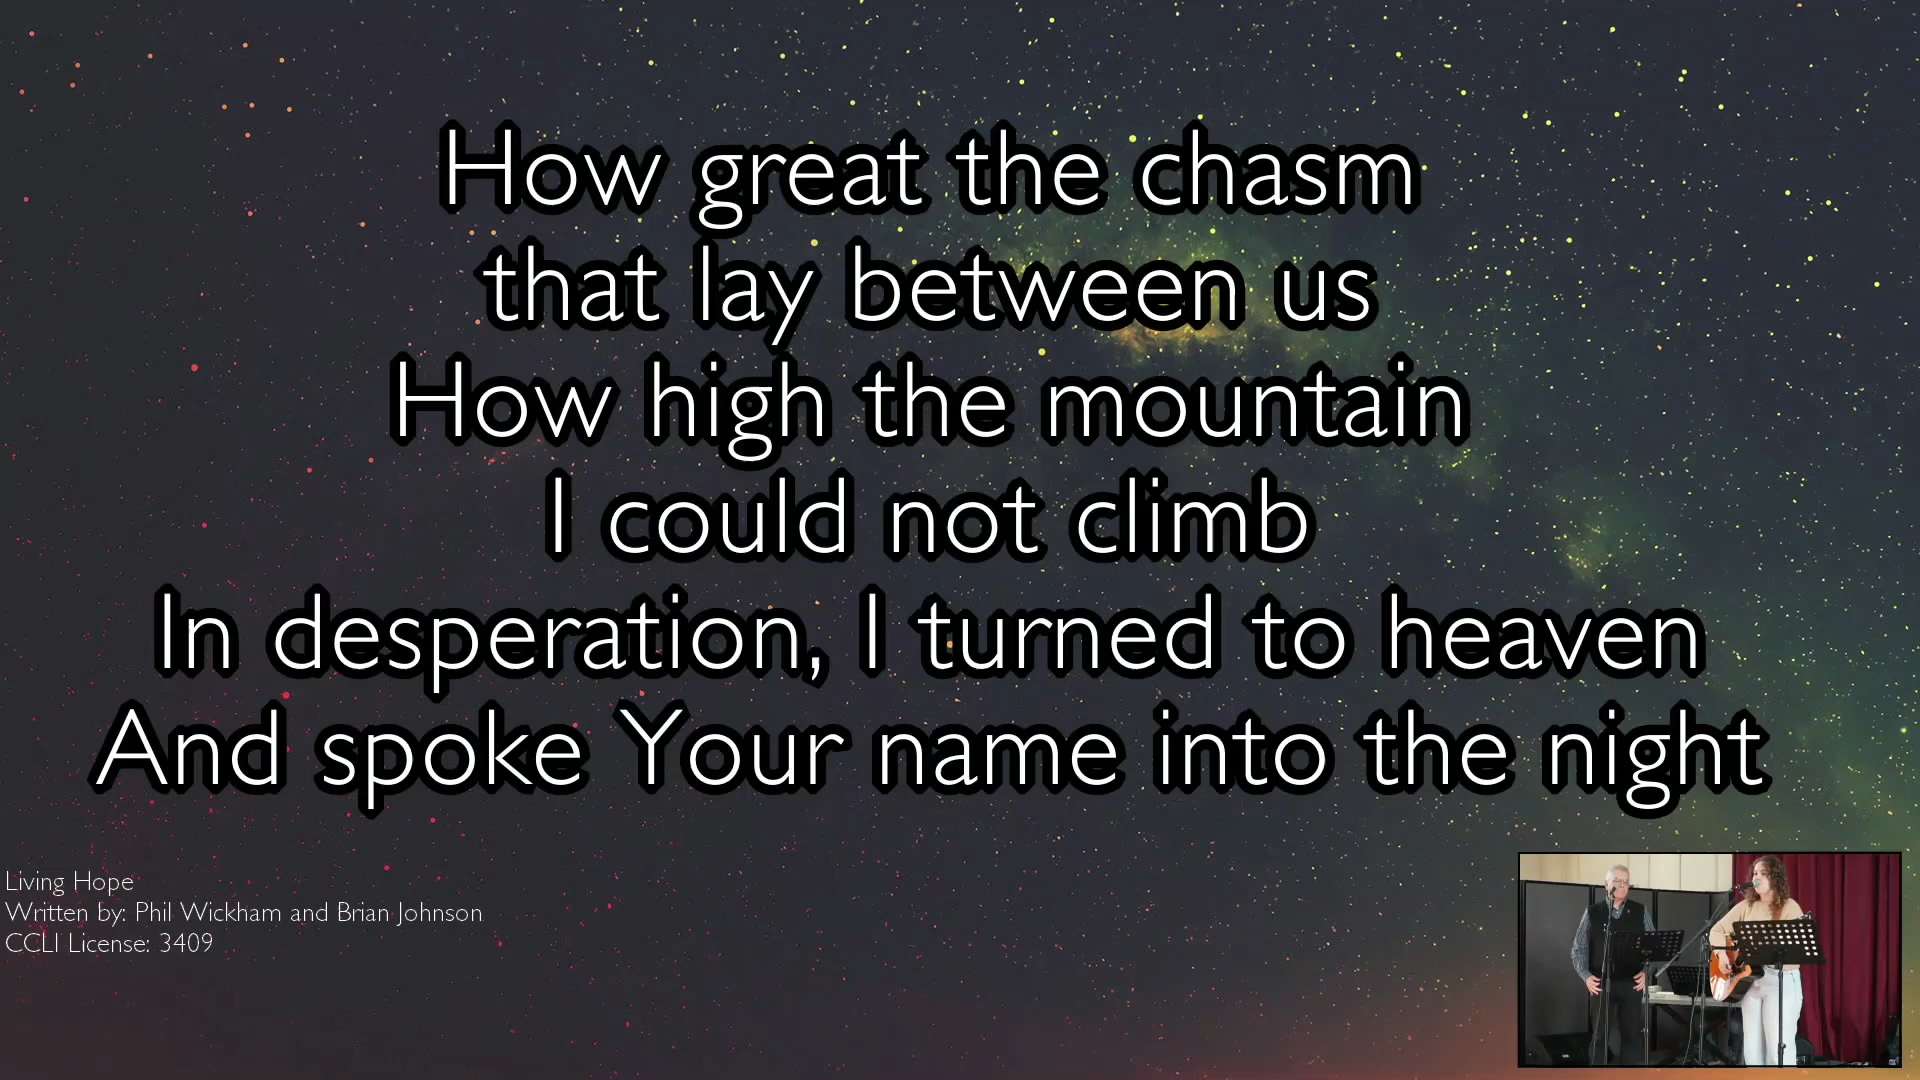 How great the chasm
that lay between us
How high the mountain
I could not climb
In desperation, I turned to heaven
And spoke Your name into the night
Living Hope
Written by: Phil Wickham and Brian Johnson
CCLI License: 3409